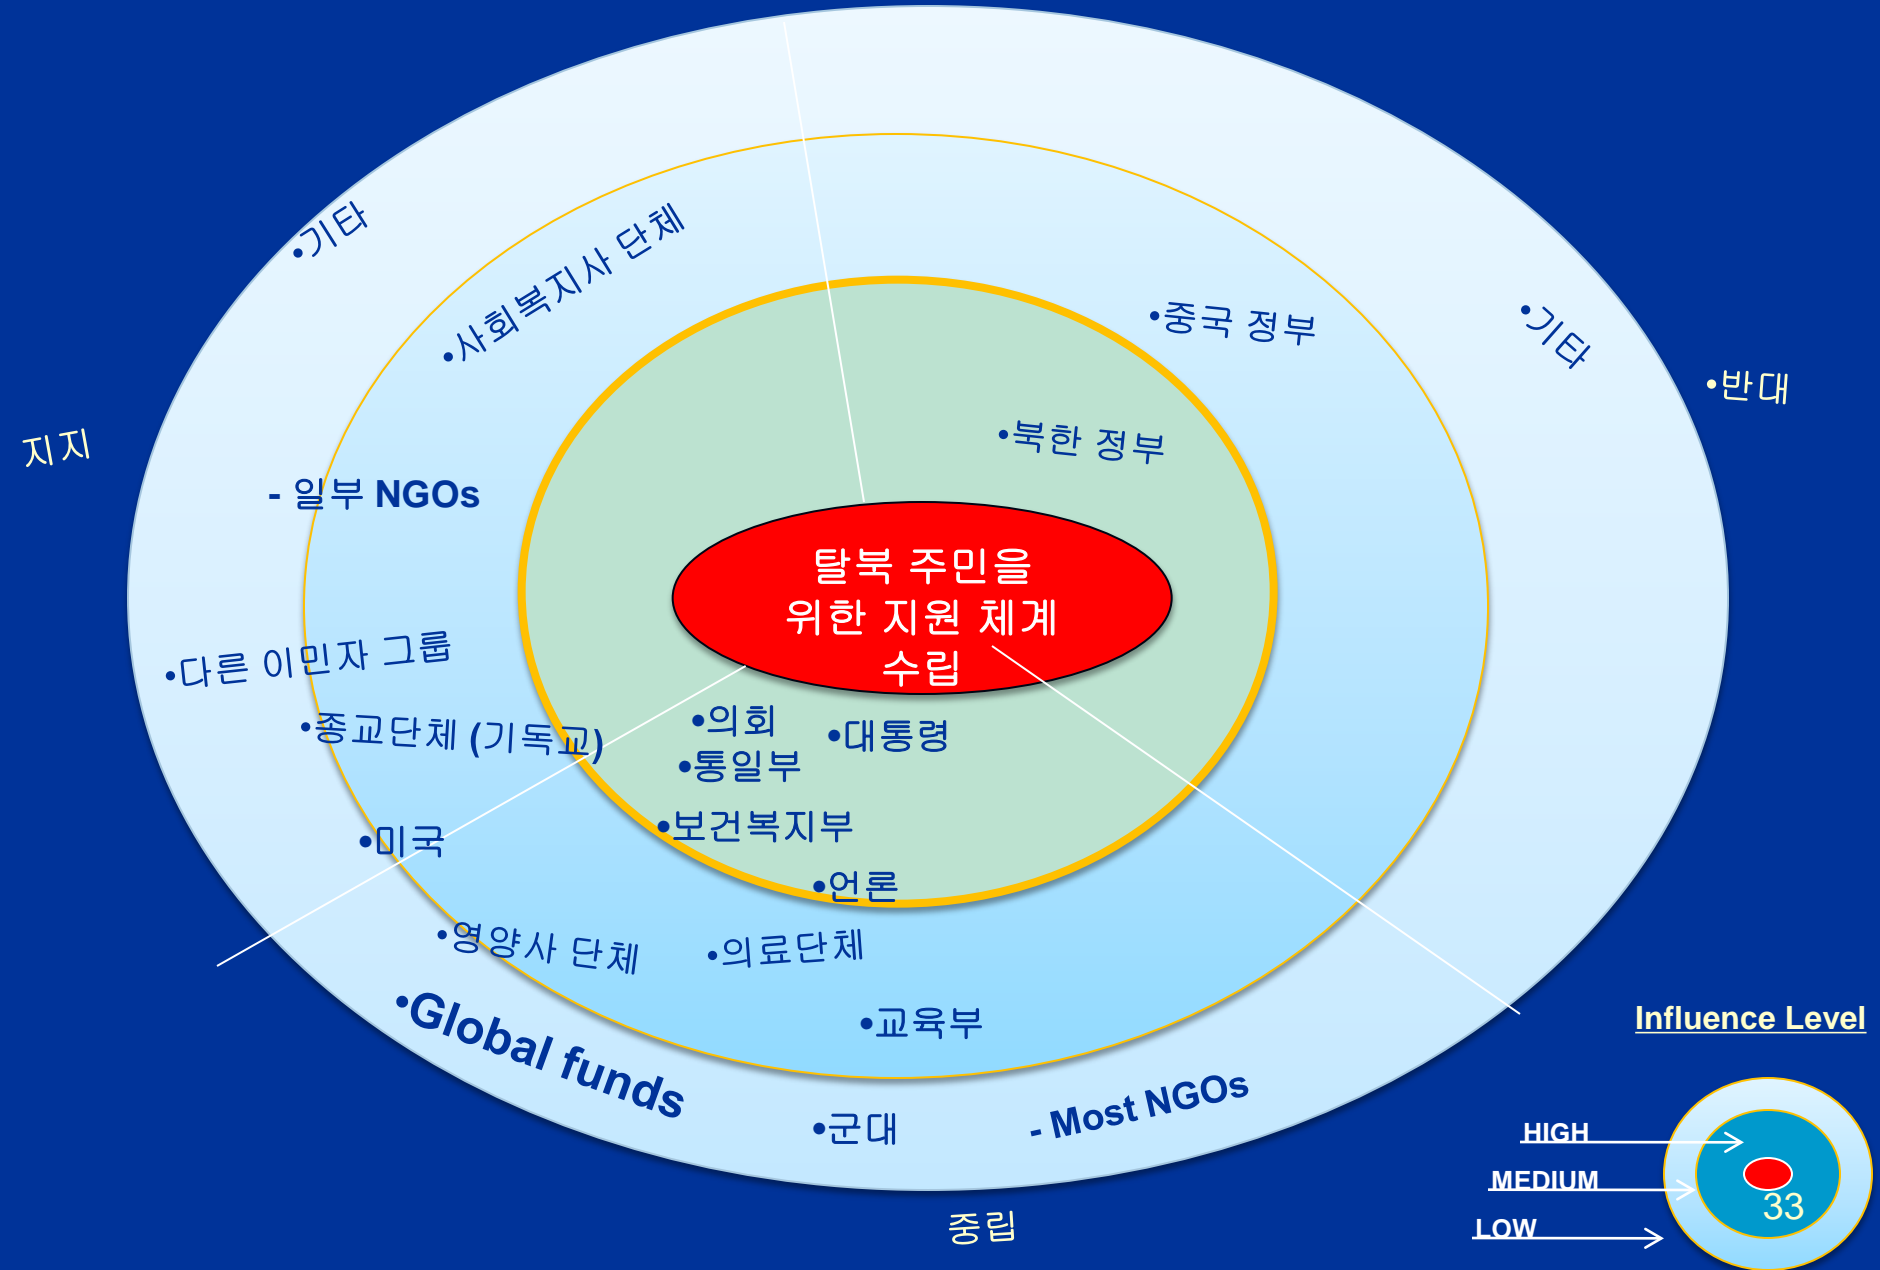 •기타
•사회복지사 단체
•중국 정부
•기타
•반대
지지
•북한 정부
- 일부 NGOs
탈북 주민을
위한 지원 체계
수립
•다른 이민자 그룹
•종교단체 (기독교)
•의회
•대통령
•통일부
•미국
•보건복지부
•언론
•영양사 단체
•의료단체
•Global funds
•교육부
•군대
- Most NGOs
중립
Influence Level
HIGH
MEDIUM
LOW
33